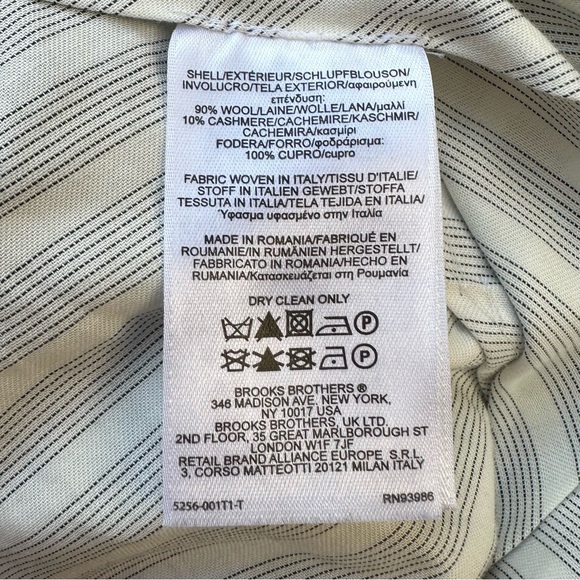 SHELL/EXTÉRIEUR/SCHLUPFBLOUSON/
INVOLUCRO/TELA EXTERIOR/αφαιρούμενη
επένδυση:
90% WOOL/LAINE/WOLLE/LANA/μαλλί
10% CASHMERE/CACHEMIRE/KASCHMIR/
CACHEMIRA/κασμίρι
FODERA/FORRO/φοδράρισμα:
100% CUPRO/cupro
FABRIC WOVEN IN ITALY/TISSU D'ITALIE/
STOFF IN ITALIEN GEWEBT/STOFFA
TESSUTA IN ITALIA/TELA TEJIDA EN ITALIA/
Ύφασμα υφασμένο στην Ιταλία
MADE IN ROMANIA/FABRIQUÉ EN
ROUMANIE/IN RUMÄNIEN HERGESTELLT/
FABBRICATO IN ROMANIA/HECHO EN
RUMANIA/Κατασκευάζεται στη Ρουμανία
DRY CLEAN ONLY
P
P
BROOKS BROTHERS ®
346 MADISON AVE. NEW YORK,
NY 10017 USA
BROOKS BROTHERS, UK LTD.
2ND FLOOR, 35 GREAT MARLBOROUGH ST
LONDON W1F 7JF
RETAIL BRAND ALLIANCE EUROPE S.R.L.
3, CORSO MATTEOTTI 20121 MILAN ITALY
5256-001T1-T RN93986